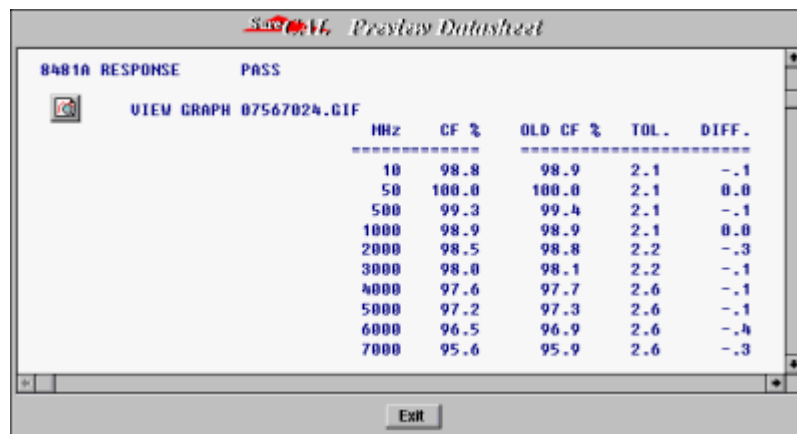 SureCAL Preview Datasheet
8481A RESPONSE PASS
VIEW GRAPH 07567024.GIF
MHz CF % OLD CF % TOL. DIFF.
============= =======================
10 98.8 98.9 2.1 -.1
50 100.0 100.0 2.1 0.0
500 99.3 99.4 2.1 -.1
1000 98.9 98.9 2.1 0.0
2000 98.5 98.8 2.2 -.3
3000 98.0 98.1 2.2 -.1
4000 97.6 97.7 2.6 -.1
5000 97.2 97.3 2.6 -.1
6000 96.5 96.9 2.6 -.4
7000 95.6 95.9 2.6 -.3
Exit